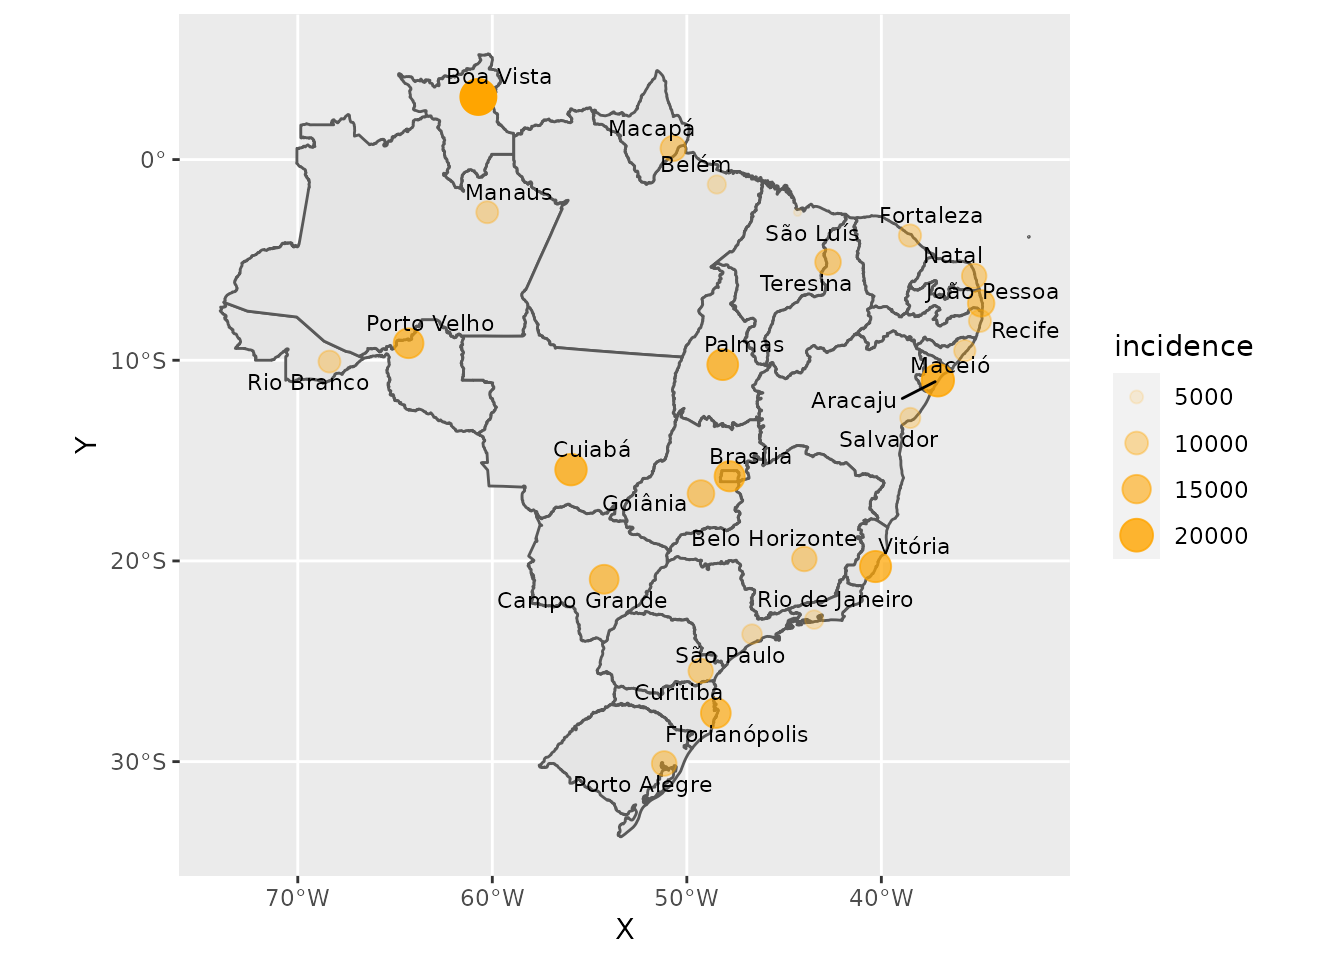 Boa Vista
Macapá
Belém
Manaus
Fortaleza
São Luís
Natal
Teresina
João Pessoa
Porto Velho
Recife
Palmas
Maceió
Rio Branco
Aracaju
Salvador
Cuiabá
Brasília
Goiânia
Belo Horizonte
Vitória
Campo Grande
Rio de Janeiro
São Paulo
Curitiba
Florianópolis
Porto Alegre
0°
10°S
20°S
30°S
Y
70°W
60°W
50°W
40°W
X
incidence
5000
10000
15000
20000